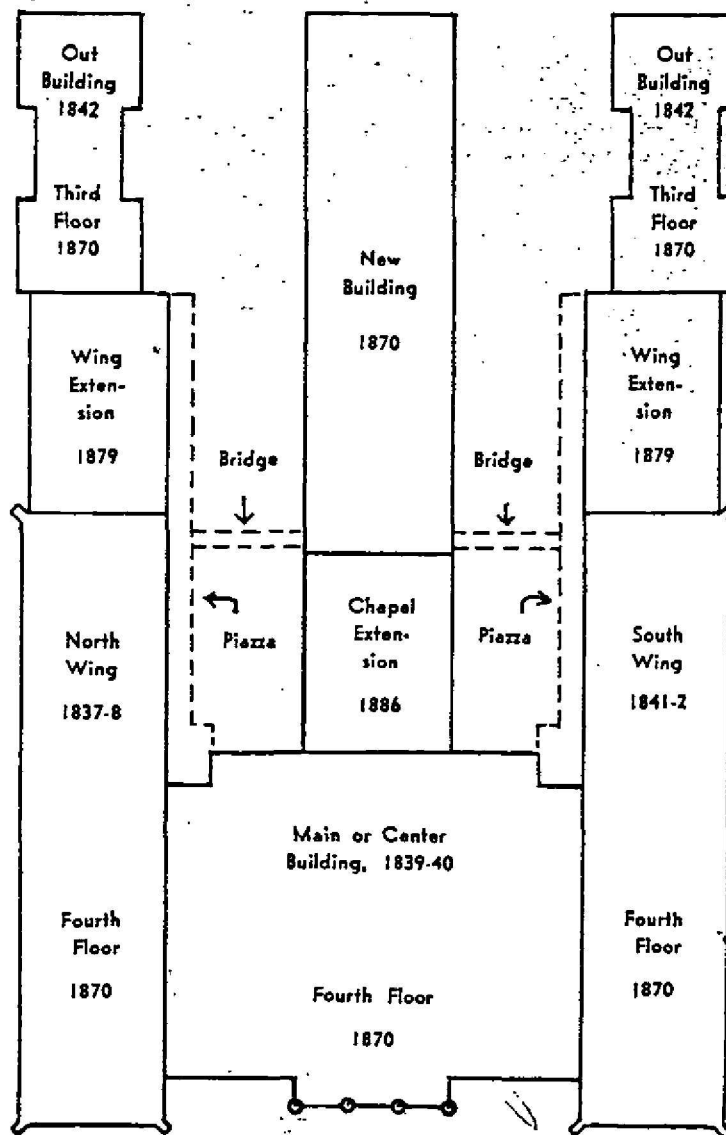 Out
Building
1842
Third
Floor
1870
New
Building
1870
Out
Building
1842
Third
Floor
1870
Wing
Exten-
sion
1879
Bridge
Bridge
Wing
Exten-
sion
1879
North
Wing
1837-8
Piazza
Chapel
Exten-
sion
1886
Piazza
South
Wing
1841-2
Main or Center
Building, 1839-40
Fourth
Floor
1870
Fourth Floor
1870
Fourth
Floor
1870